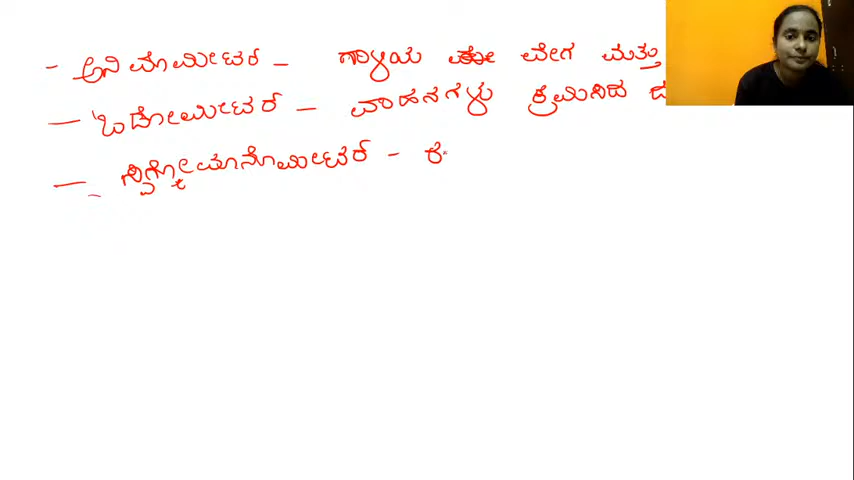 - ಅನಿಮೋಮೀಟರ್ - ಗಾಳಿಯ ವೇಗ ಮತ್ತು
- ಓಡೋಮೀಟರ್ - ವಾಹನಗಳು ಕ್ರಮಿಸಿದ
- ಸ್ಪಿಗ್ಮೋಮಾನೋಮೀಟರ್ -